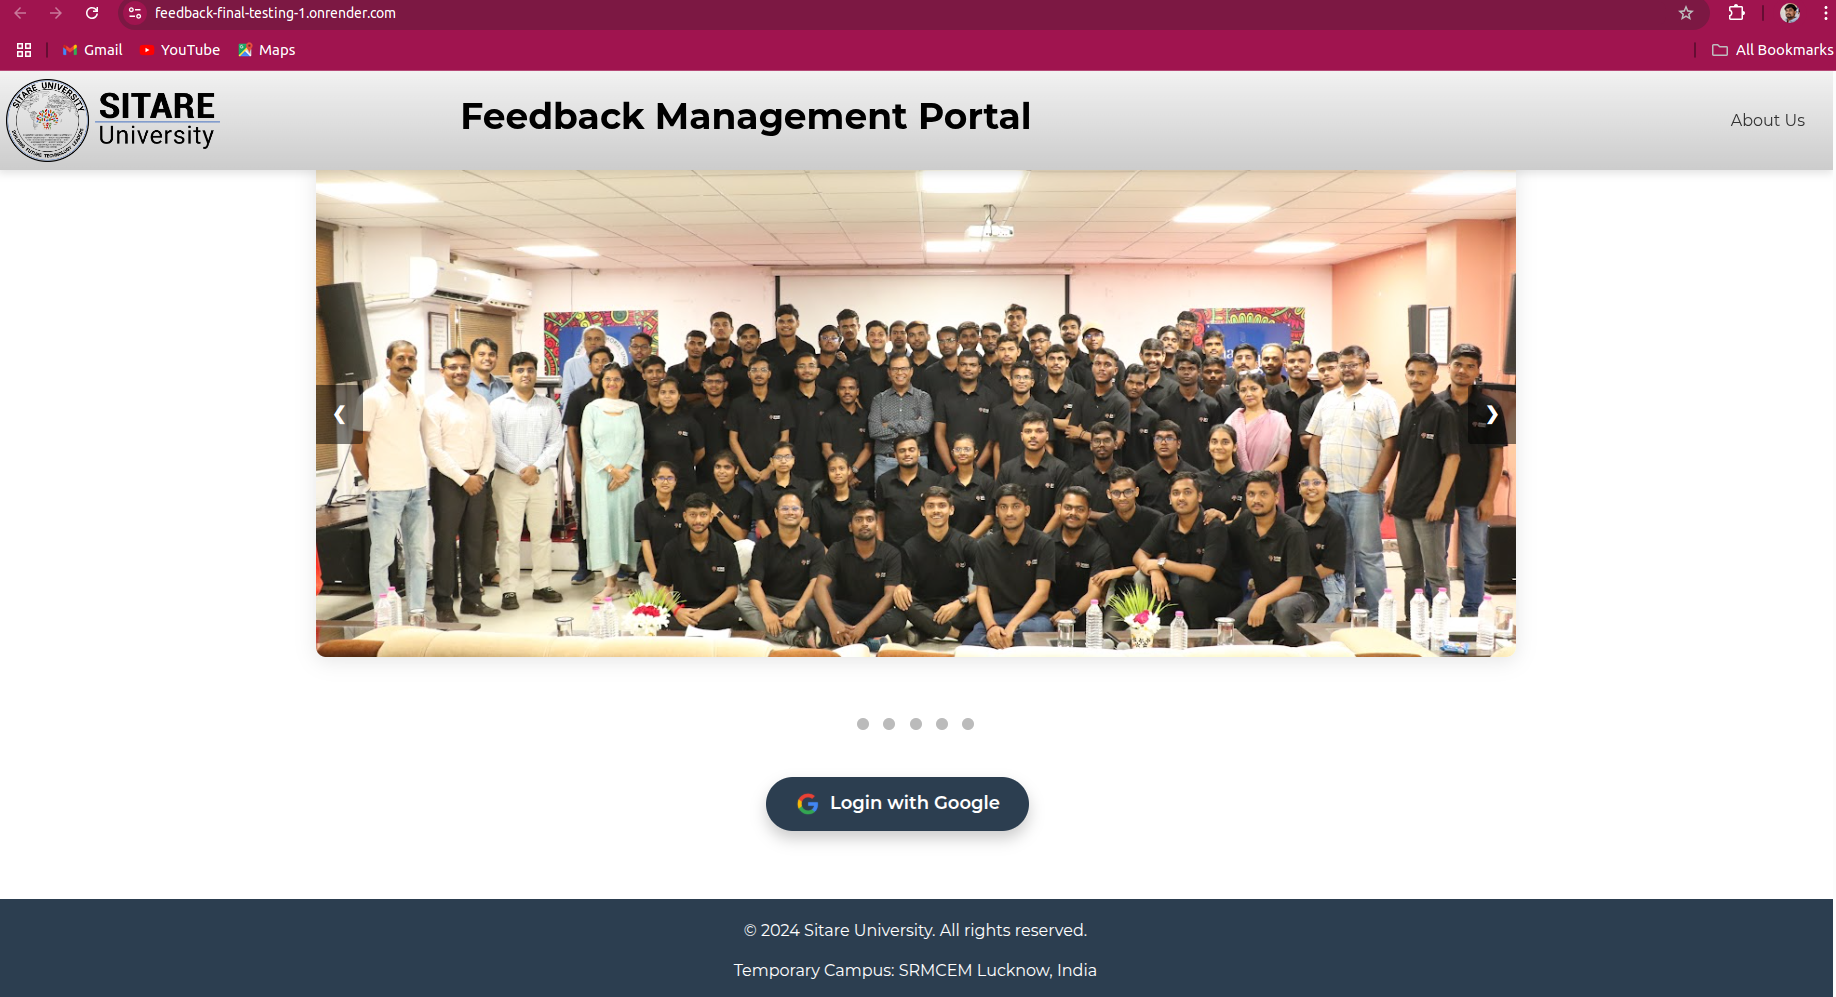 feedback-final-testing-1.onrender.com
Gmail
YouTube
Maps
All Bookmarks
SITARE UNIVERSITY
SITARE
University
Feedback Management Portal
About Us
❮
❯
Login with Google
© 2024 Sitare University. All rights reserved.
Temporary Campus: SRMCEM Lucknow, India